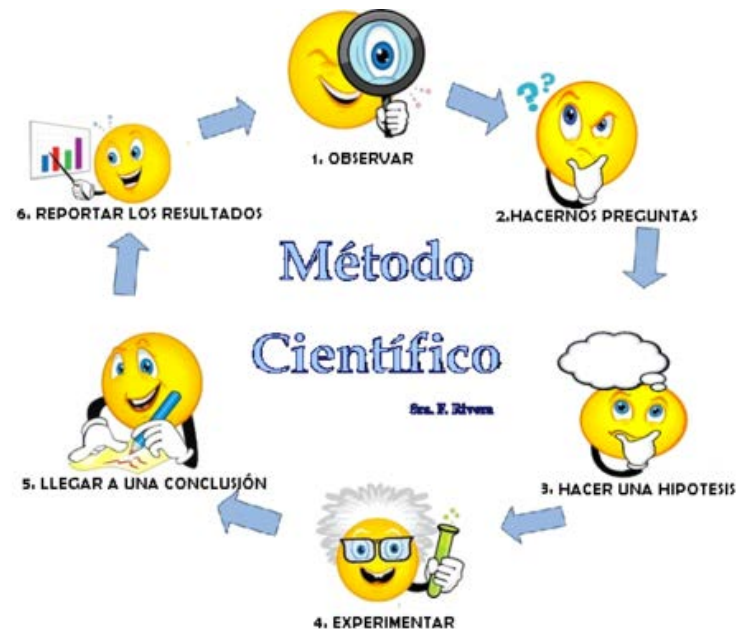 Método
Científico
Sra. F. Rivera
1. OBSERVAR
2.HACERNOS PREGUNTAS
3. HACER UNA HIPOTESIS
4. EXPERIMENTAR
5. LLEGAR A UNA CONCLUSIÓN
6. REPORTAR LOS RESULTADOS